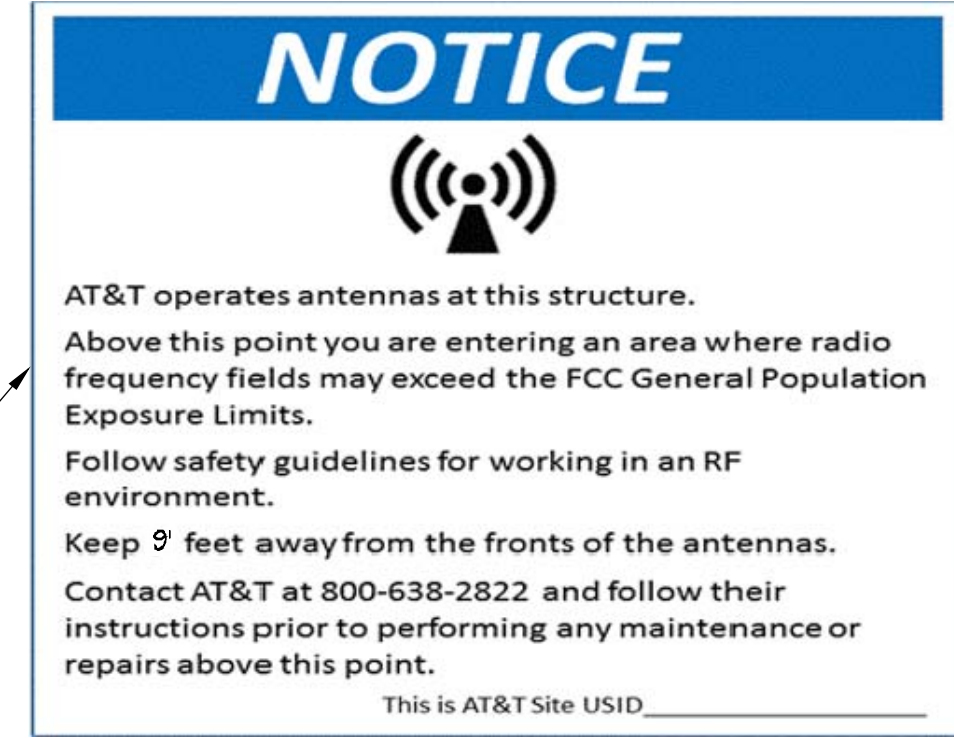 NOTICE
AT&T operates antennas at this structure.
Above this point you are entering an area where radio
frequency fields may exceed the FCC General Population
Exposure Limits.
Follow safety guidelines for working in an RF
environment.
Keep 9' feet away from the fronts of the antennas.
Contact AT&T at 800-638-2822 and follow their
instructions prior to performing any maintenance or
repairs above this point.
This is AT&T Site USID____________________